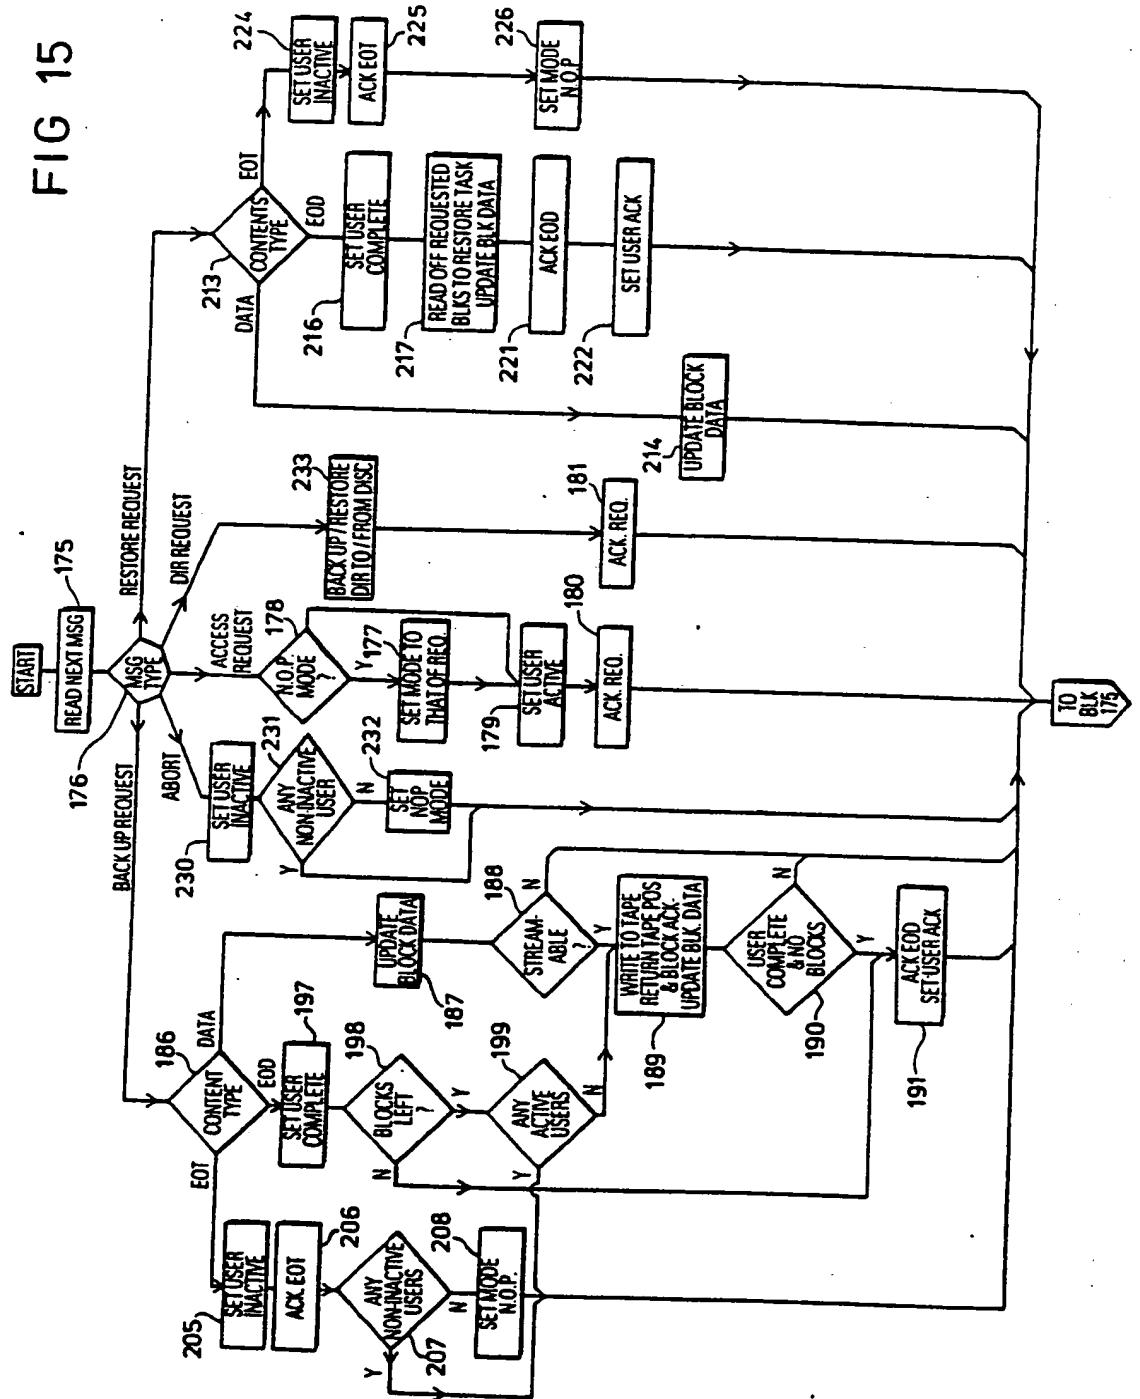 FIG 15
START
READ NEXT MSG
175
MSG
TYPE
176
BACK UP REQUEST
ABORT
ACCESS
REQUEST
DIR REQUEST
RESTORE REQUEST
CONTENT
TYPE
186
EOT
EOD
DATA
SET USER
INACTIVE
205
ACK EOT
206
ANY
NON-INACTIVE
USERS
207
Y
N
SET MODE
N.O.P.
208
SET USER
COMPLETE
197
BLOCKS
LEFT
?
198
N
Y
ANY
ACTIVE
USERS
199
Y
N
UPDATE
BLOCK DATA
187
STREAM-
ABLE
?
188
N
Y
WRITE TO TAPE
RETURN TAPE POS
& BLOCK ACK-
UPDATE BLK. DATA
189
USER
COMPLETE
& NO
BLOCKS
190
N
Y
ACK EOD
SET-USER ACK
191
SET USER
INACTIVE
230
ANY
NON-INACTIVE
USER
231
Y
N
SET
NOP
MODE
232
N.O.P.
MODE
?
178
Y
SET MODE TO
THAT OF REQ.
177
SET USER
ACTIVE
179
ACK. REQ.
180
BACK UP/RESTORE
DIR TO/FROM DISC
233
ACK. REQ.
181
CONTENTS
TYPE
213
DATA
EOD
EOT
UPDATE BLOCK
DATA
214
SET USER
COMPLETE
216
READ OFF REQUESTED
BLKS TO RESTORE TASK
UPDATE BLK DATA
217
ACK EOD
221
SET USER ACK
222
SET USER
INACTIVE
224
ACK EOT
225
SET MODE
N.O.P
226
TO
BLK
175